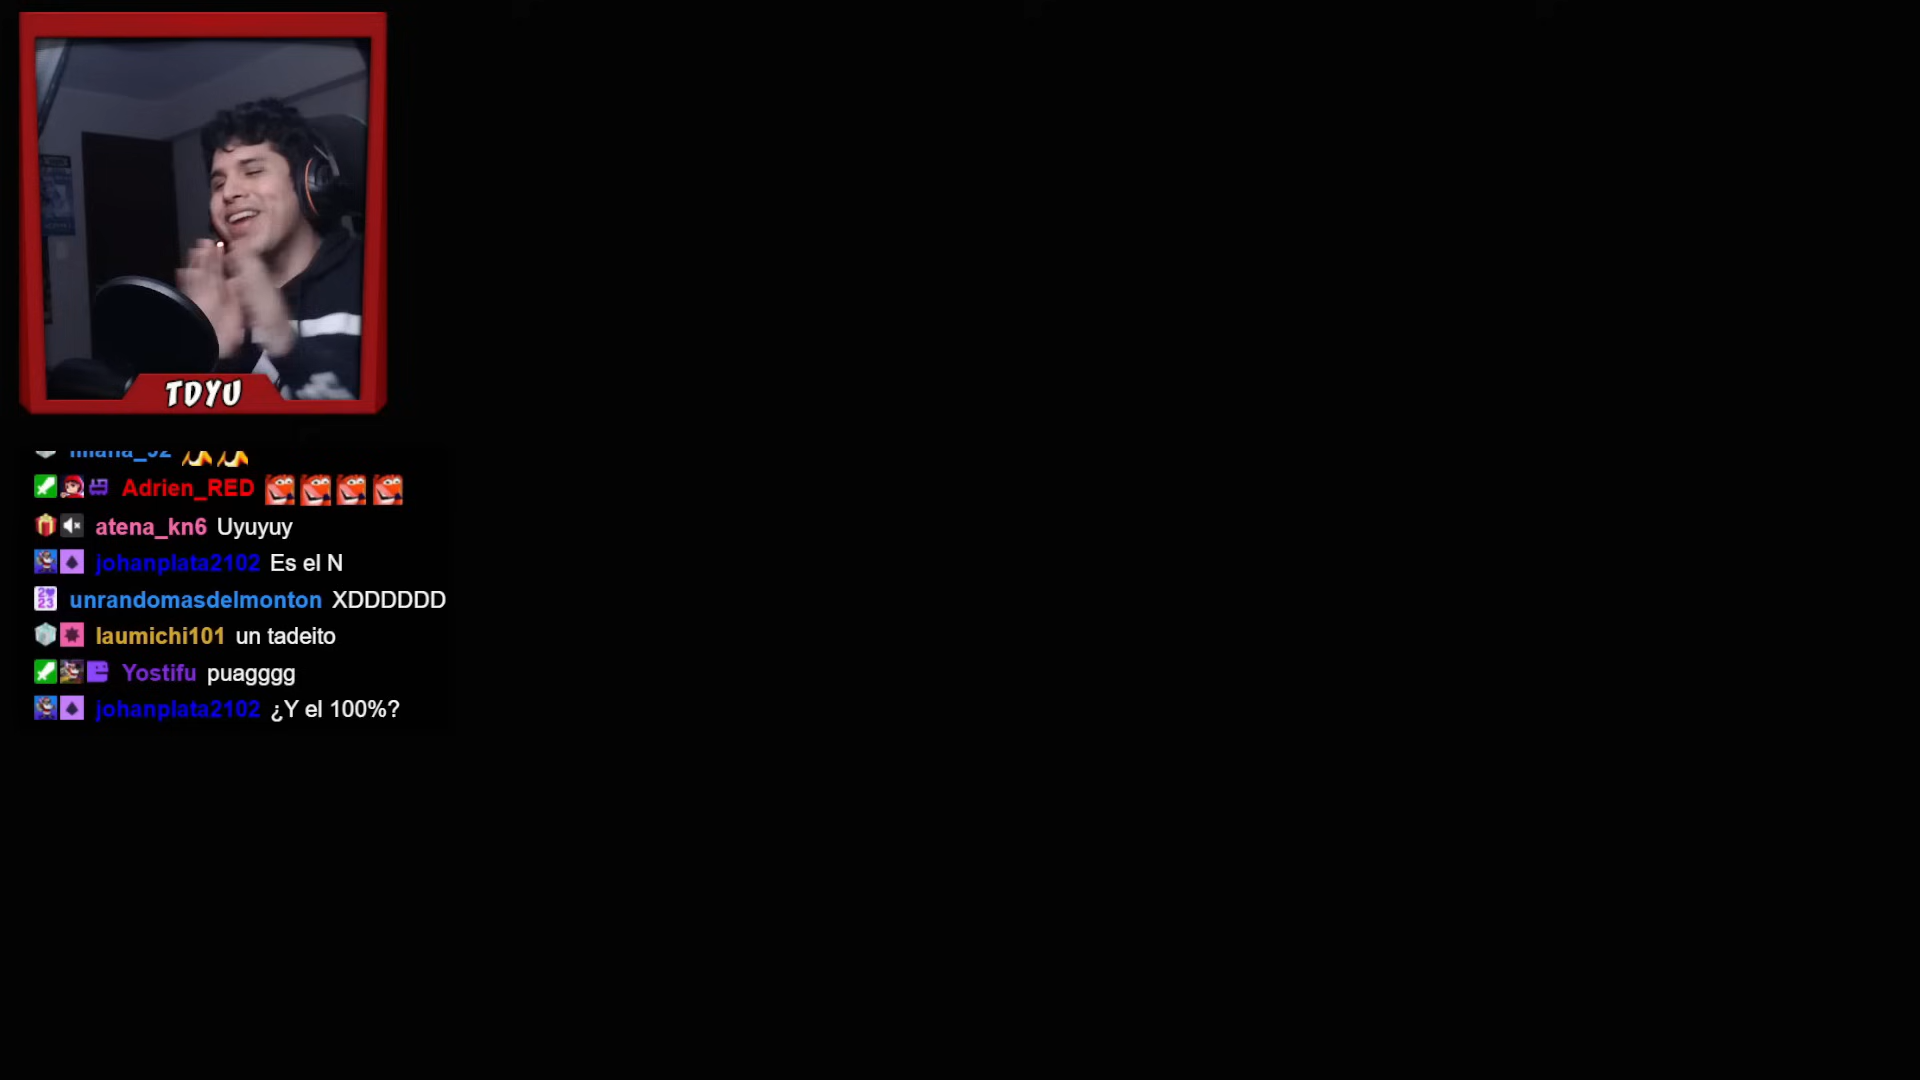 TDYU
Adrien_RED
atena_kn6 Uyuyuy
johanplata2102 Es el N
unrandomasdelmonton XDDDDDD
laumichi101 un tadeito
Yostifu puagggg
johanplata2102 ¿Y el 100%?